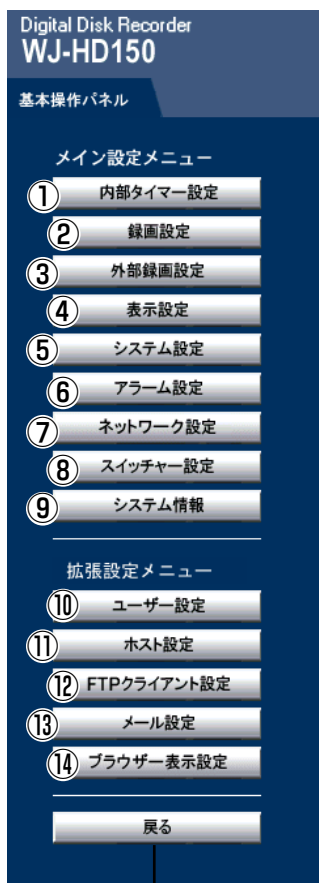 Digital Disk Recorder
WJ-HD150
基本操作パネル
メイン設定メニュー
① 内部タイマー設定
② 録画設定
③ 外部録画設定
④ 表示設定
⑤ システム設定
⑥ アラーム設定
⑦ ネットワーク設定
⑧ スイッチャー設定
⑨ システム情報
拡張設定メニュー
⑩ ユーザー設定
⑪ ホスト設定
⑫ FTPクライアント設定
⑬ メール設定
⑭ ブラウザー表示設定
戻る